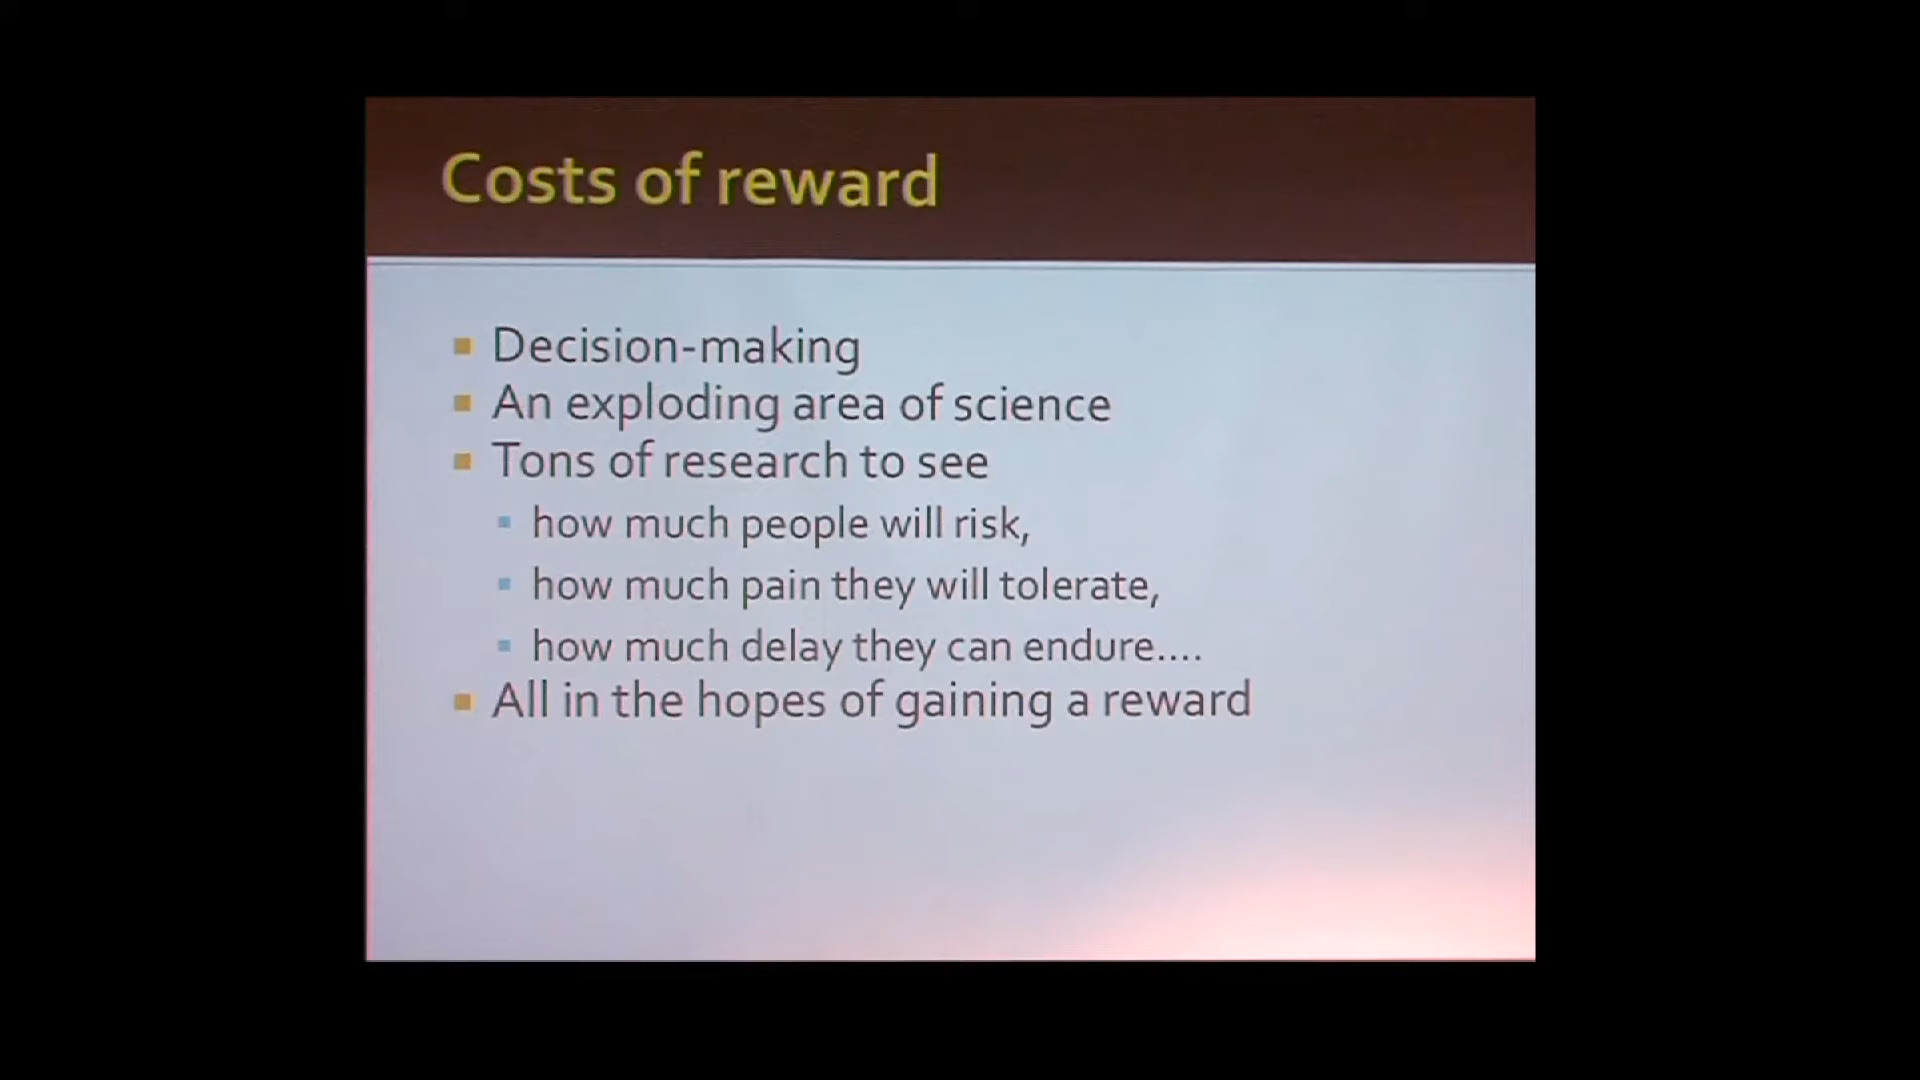 Costs of reward
Decision-making
An exploding area of science
Tons of research to see
how much people will risk,
how much pain they will tolerate,
how much delay they can endure....
All in the hopes of gaining a reward